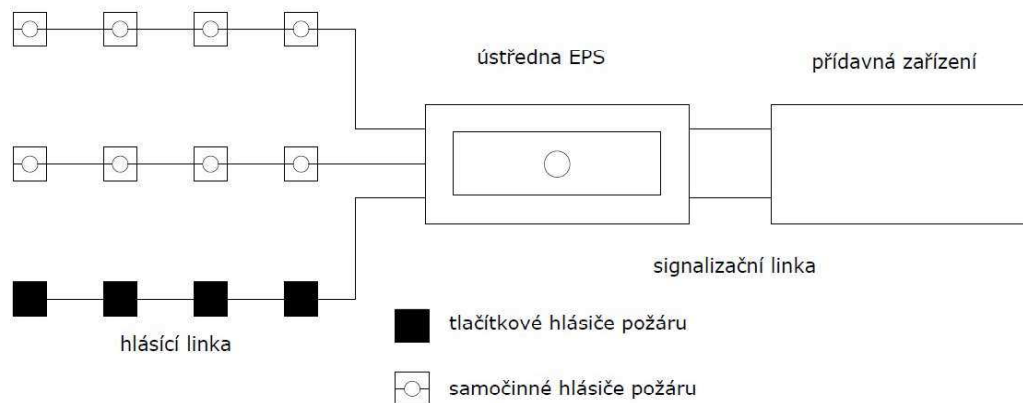 ústředna EPS
přídavná zařízení
signalizační linka
hlásící linka
tlačítkové hlásiče požáru
samočinné hlásiče požáru